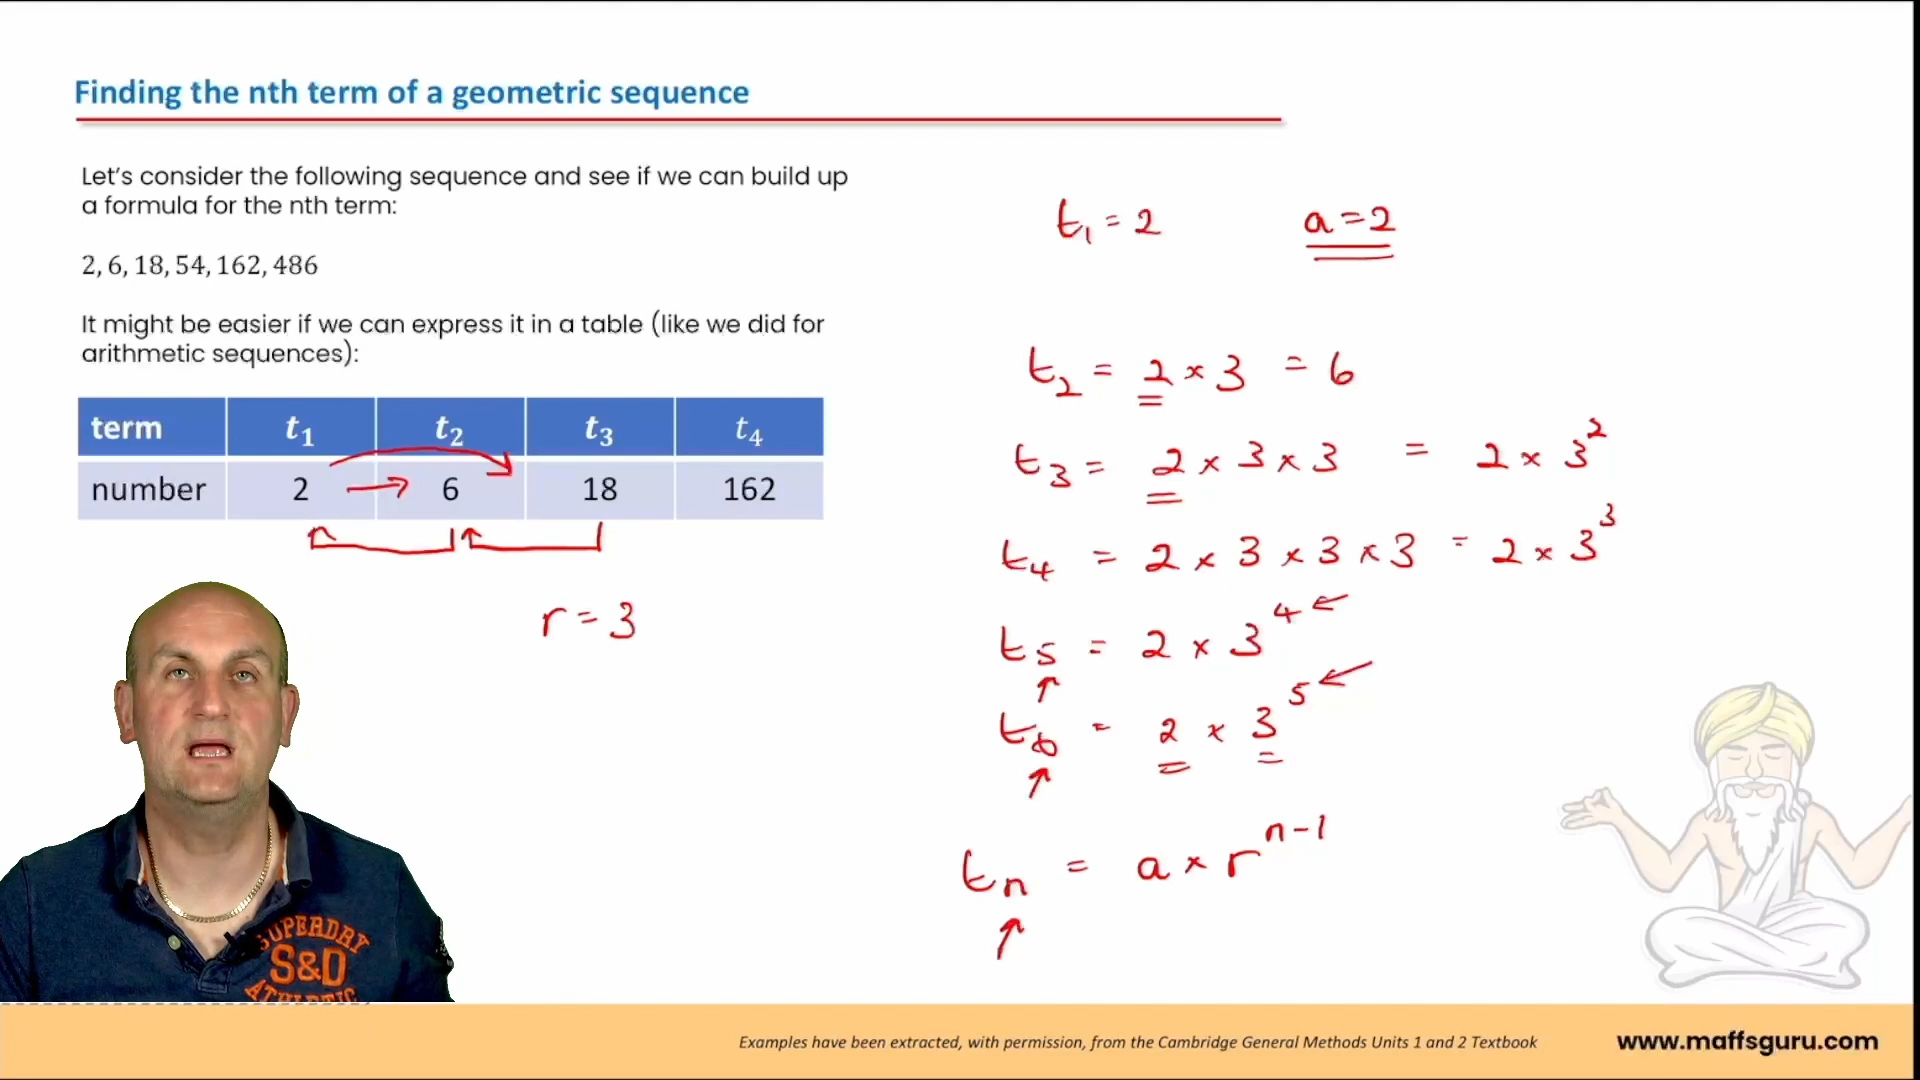 Finding the nth term of a geometric sequence
Let's consider the following sequence and see if we can build up
a formula for the nth term:
2, 6, 18, 54, 162, 486
It might be easier if we can express it in a table (like we did for
arithmetic sequences):
term t₁ t₂ t₃ t₄
number 2 6 18 162
r = 3
t₁ = 2 a = 2
t₂ = 2 × 3 = 6
t₃ = 2 × 3 × 3 = 2 × 3²
t₄ = 2 × 3 × 3 × 3 = 2 × 3³
t₅ = 2 × 3⁴
t₆ = 2 × 3⁵
tₙ = a × rⁿ⁻¹
SUPERDRY
S&D
ATHLETIC
Examples have been extracted, with permission, from the Cambridge General Methods Units 1 and 2 Textbook
www.maffsguru.com